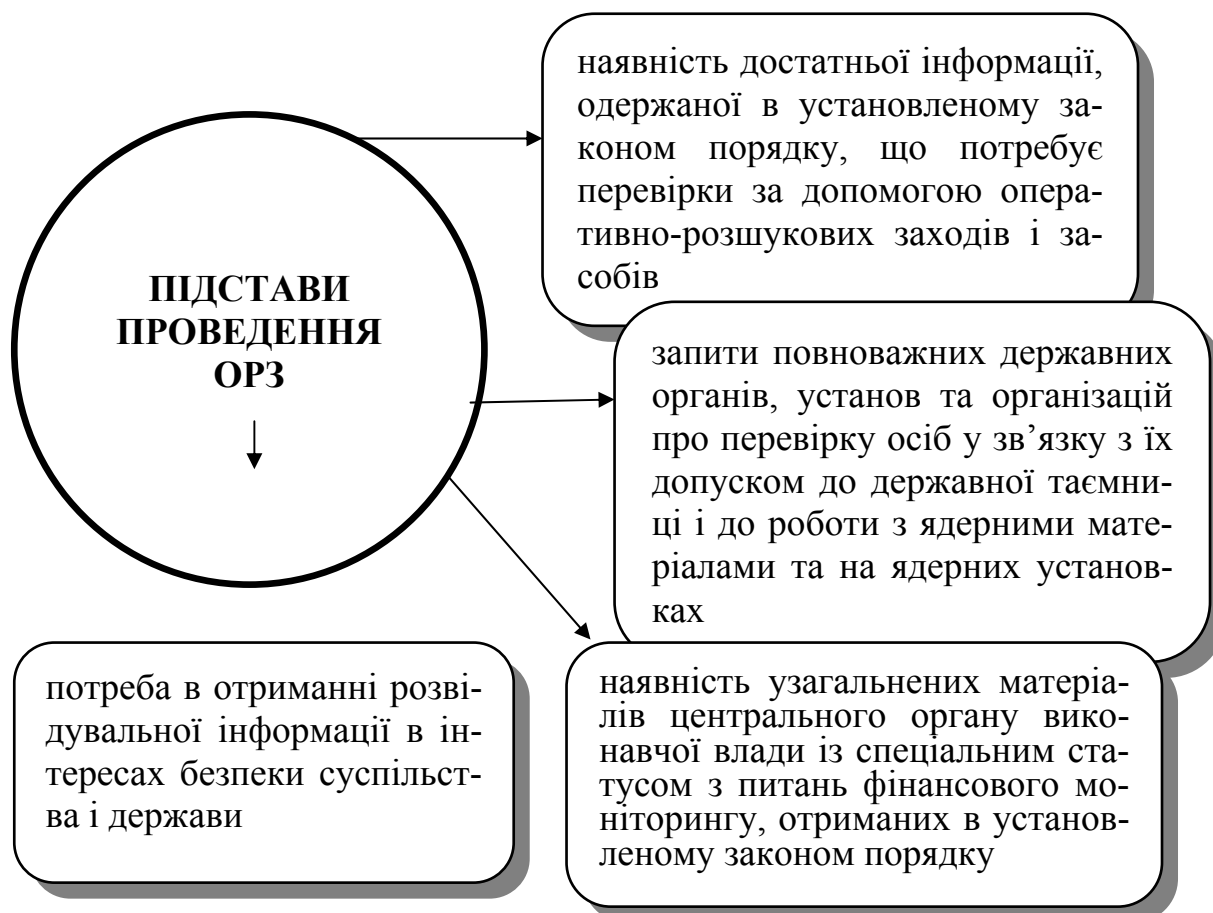 ПІДСТАВИ
ПРОВЕДЕННЯ
ОРЗ
наявність достатньої інформації,
одержаної в установленому за-
коном порядку, що потребує
перевірки за допомогою опера-
тивно-розшукових заходів і за-
собів
запити повноважних державних
органів, установ та організацій
про перевірку осіб у зв’язку з їх
допуском до державної таємни-
ці і до роботи з ядерними мате-
ріалами та на ядерних установ-
ках
потреба в отриманні розві-
дувальної інформації в ін-
тересах безпеки суспільст-
ва і держави
наявність узагальнених матеріа-
лів центрального органу вико-
навчої влади із спеціальним ста-
тусом з питань фінансового мо-
ніторингу, отриманих в установ-
леному законом порядку